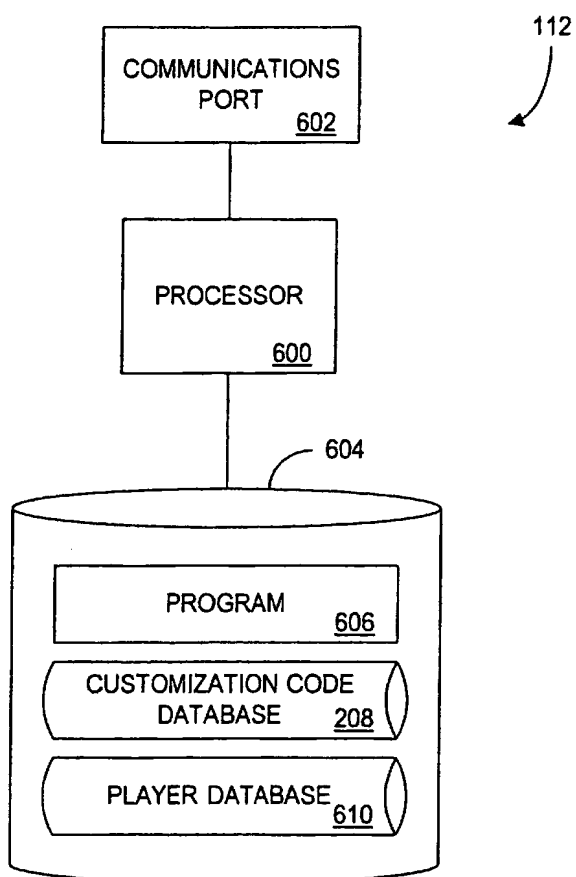 112
COMMUNICATIONS
PORT
602
PROCESSOR
600
604
PROGRAM
606
CUSTOMIZATION CODE
DATABASE
208
PLAYER DATABASE
610